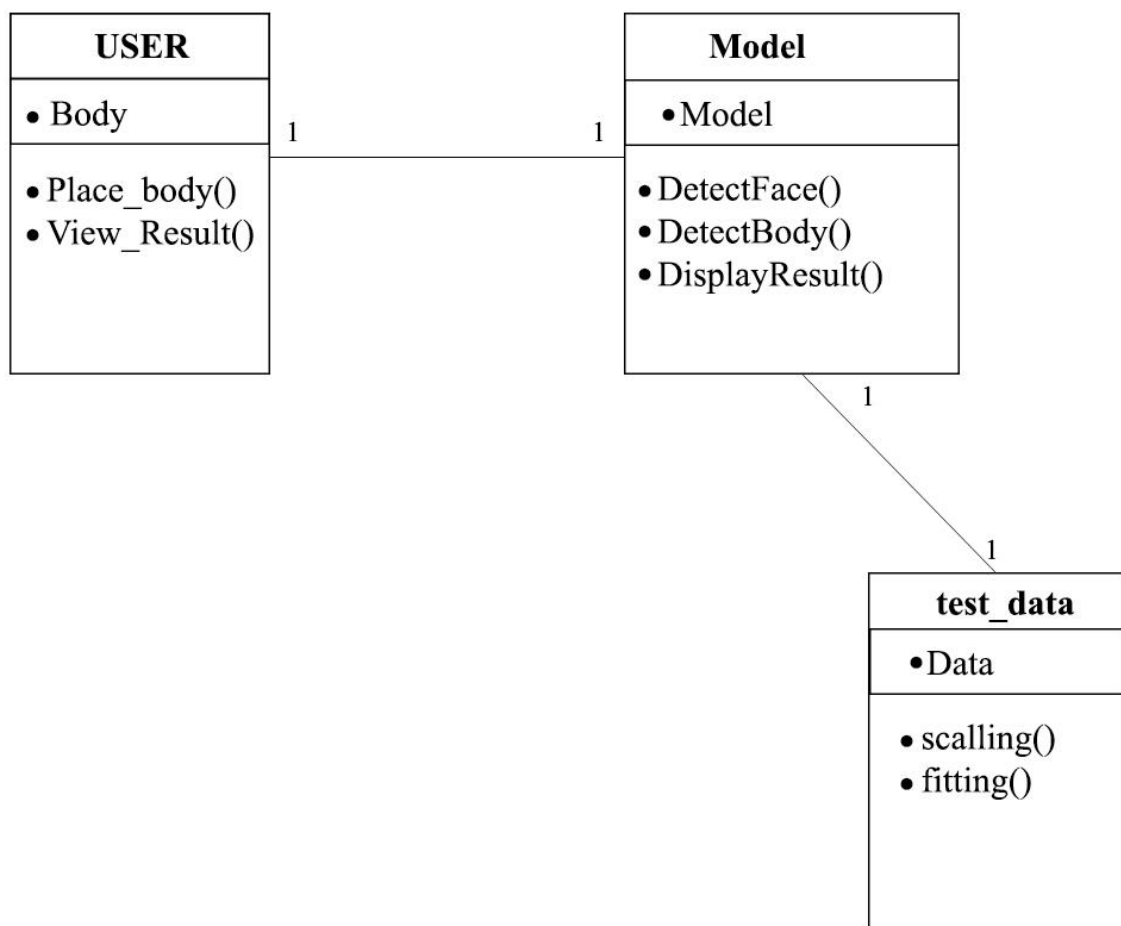 USER
• Body
• Place_body()
• View_Result()
1
1
Model
•Model
• DetectFace()
• DetectBody()
• DisplayResult()
1
1
test_data
•Data
• scalling()
• fitting()